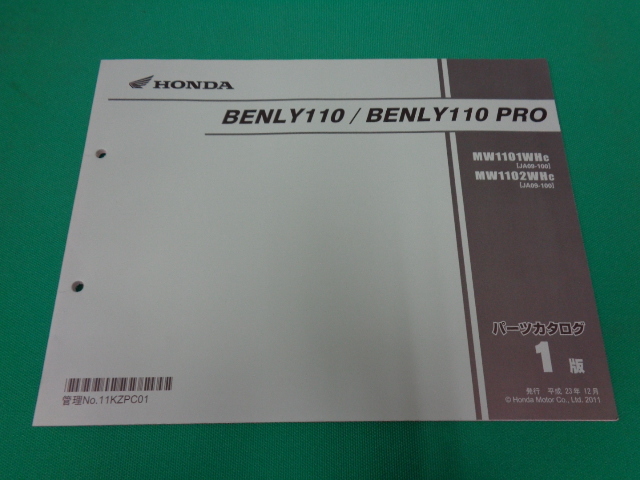 HONDA
BENLY110 / BENLY110 PRO
MW1101WHC
[JA09-100]
MW1102WHC
[JA09-100]
パーツカタログ
1 版
発行 平成 23年 12月
© Honda Motor Co., Ltd. 2011
管理No.11KZPC01